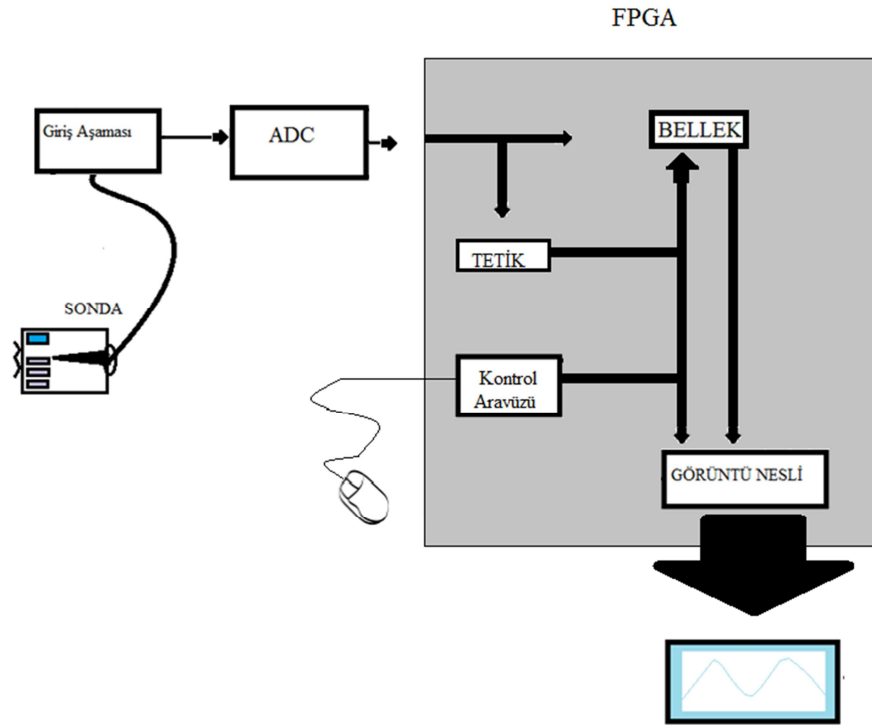 FPGA
Giriş Aşaması
ADC
BELLEK
TETİK
SONDA
Kontrol
Aravüzü
GÖRÜNTÜ NESLİ